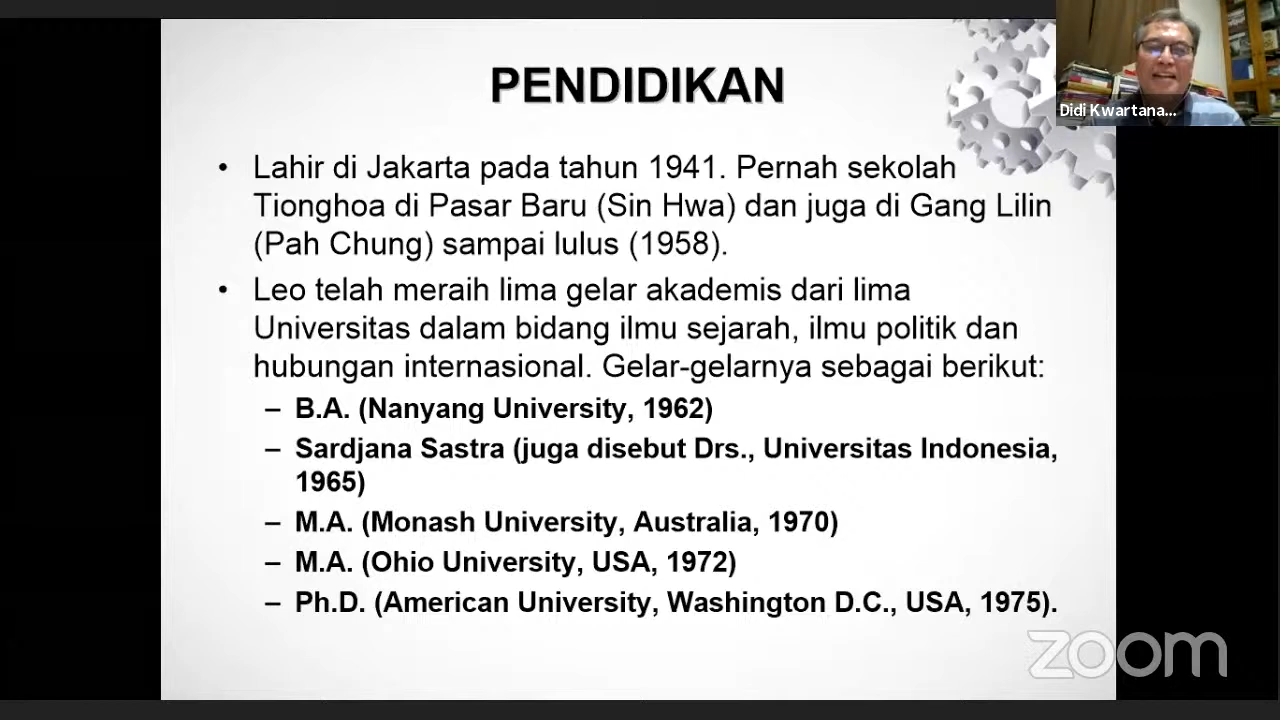 PENDIDIKAN
Didi Kwartana...
• Lahir di Jakarta pada tahun 1941. Pernah sekolah
Tionghoa di Pasar Baru (Sin Hwa) dan juga di Gang Lilin
(Pah Chung) sampai lulus (1958).
• Leo telah meraih lima gelar akademis dari lima
Universitas dalam bidang ilmu sejarah, ilmu politik dan
hubungan internasional. Gelar-gelarnya sebagai berikut:
– B.A. (Nanyang University, 1962)
– Sardjana Sastra (juga disebut Drs., Universitas Indonesia,
1965)
– M.A. (Monash University, Australia, 1970)
– M.A. (Ohio University, USA, 1972)
– Ph.D. (American University, Washington D.C., USA, 1975).
zoom